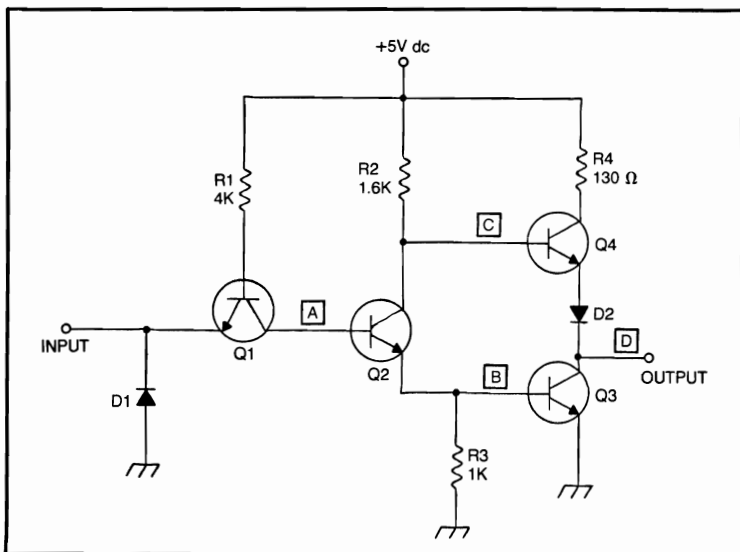 +5V dc
R1
4K
R2
1.6K
R4
130 Ω
C
Q4
A
D2
INPUT
Q1
Q2
D
OUTPUT
B
Q3
D1
R3
1K